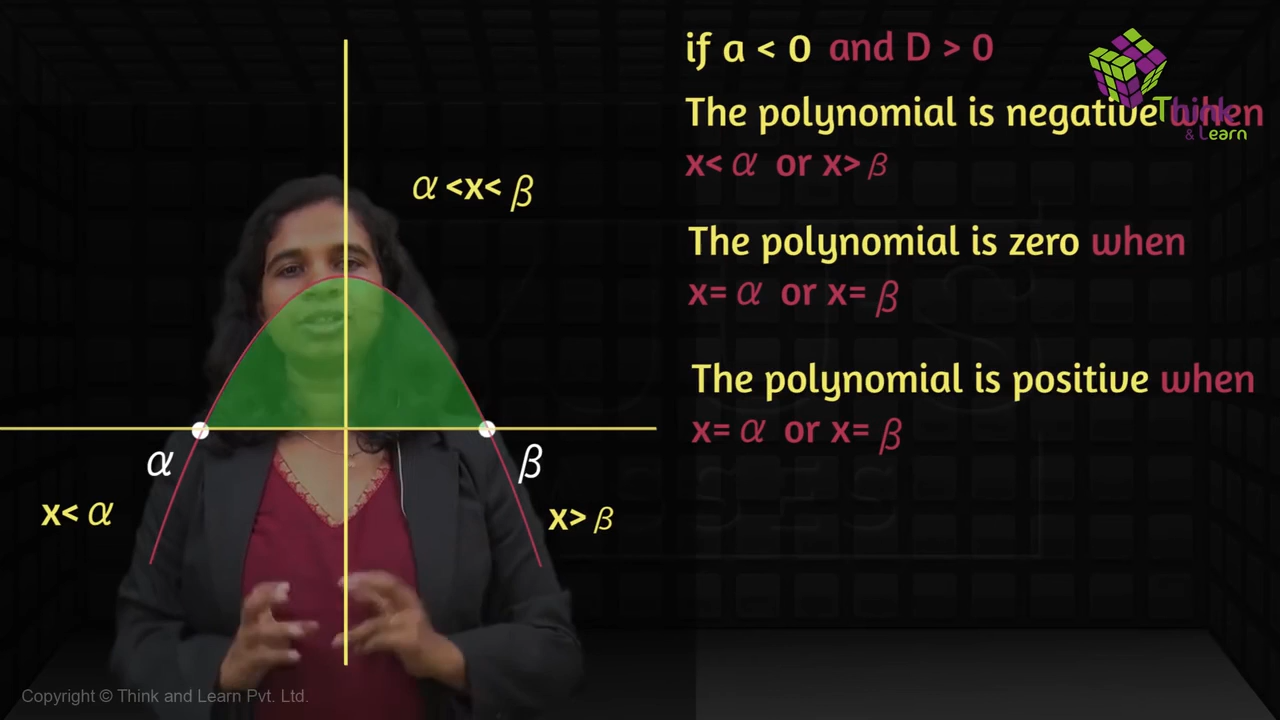 if a < 0 and D > 0
Think
& Learn
The polynomial is negative when
x< α or x> β
α <x< β
The polynomial is zero when
x= α or x= β
The polynomial is positive when
x= α or x= β
α
β
x< α
x> β
Copyright © Think and Learn Pvt. Ltd.